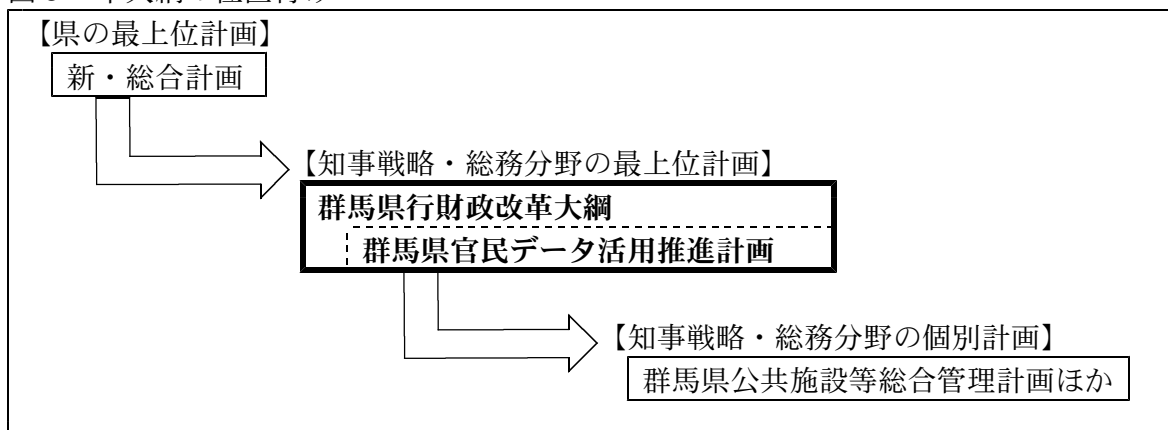 【県の最上位計画】
新・総合計画
【知事戦略・総務分野の最上位計画】
群馬県行財政改革大綱
群馬県官民データ活用推進計画
【知事戦略・総務分野の個別計画】
群馬県公共施設等総合管理計画ほか